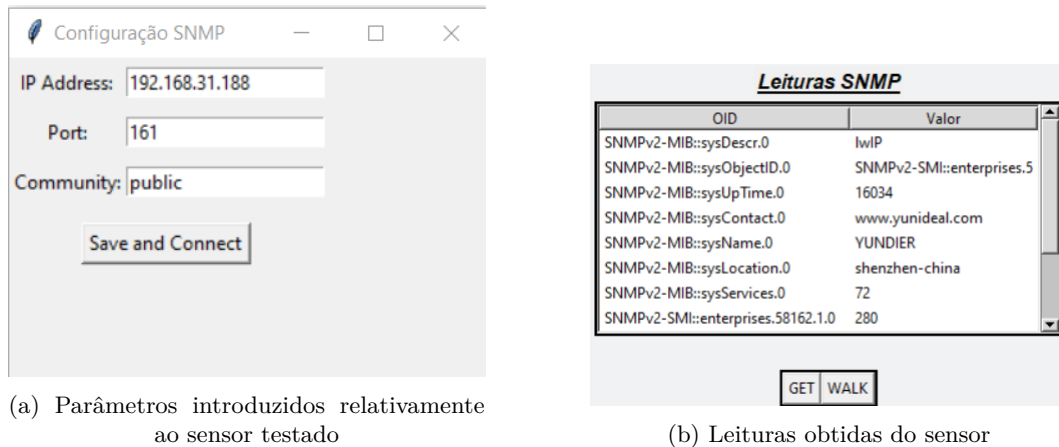 Configuração SNMP
IP Address: 192.168.31.188
Port: 161
Community: public
Save and Connect
(a) Parâmetros introduzidos relativamente
ao sensor testado
Leituras SNMP
OID Valor
SNMPv2-MIB::sysDescr.0 lwIP
SNMPv2-MIB::sysObjectID.0 SNMPv2-SMI::enterprises.5
SNMPv2-MIB::sysUpTime.0 16034
SNMPv2-MIB::sysContact.0 www.yunideal.com
SNMPv2-MIB::sysName.0 YUNDIER
SNMPv2-MIB::sysLocation.0 shenzhen-china
SNMPv2-MIB::sysServices.0 72
SNMPv2-SMI::enterprises.58162.1.0 280
GET WALK
(b) Leituras obtidas do sensor